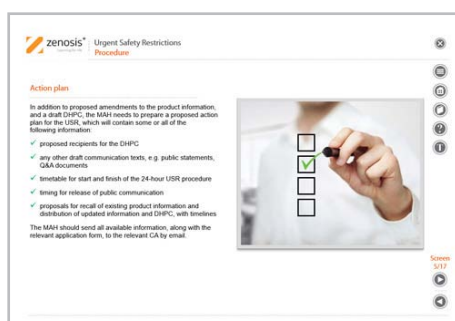 zenosis®
Urgent Safety Restrictions
Procedure
Action plan
In addition to proposed amendments to the product information,
and a draft DHPC, the MAH needs to prepare a proposed action
plan for the USR, which will contain some or all of the
following information:
proposed recipients for the DHPC
any other draft communication texts, e.g. public statements,
Q&A documents
timetable for start and finish of the 24-hour USR procedure
timing for release of public communication
proposals for recall of existing product information and
distribution of updated information and DHPC, with timelines
The MAH should send all available information, along with the
relevant application form, to the relevant CA by email.
Screen
5/17